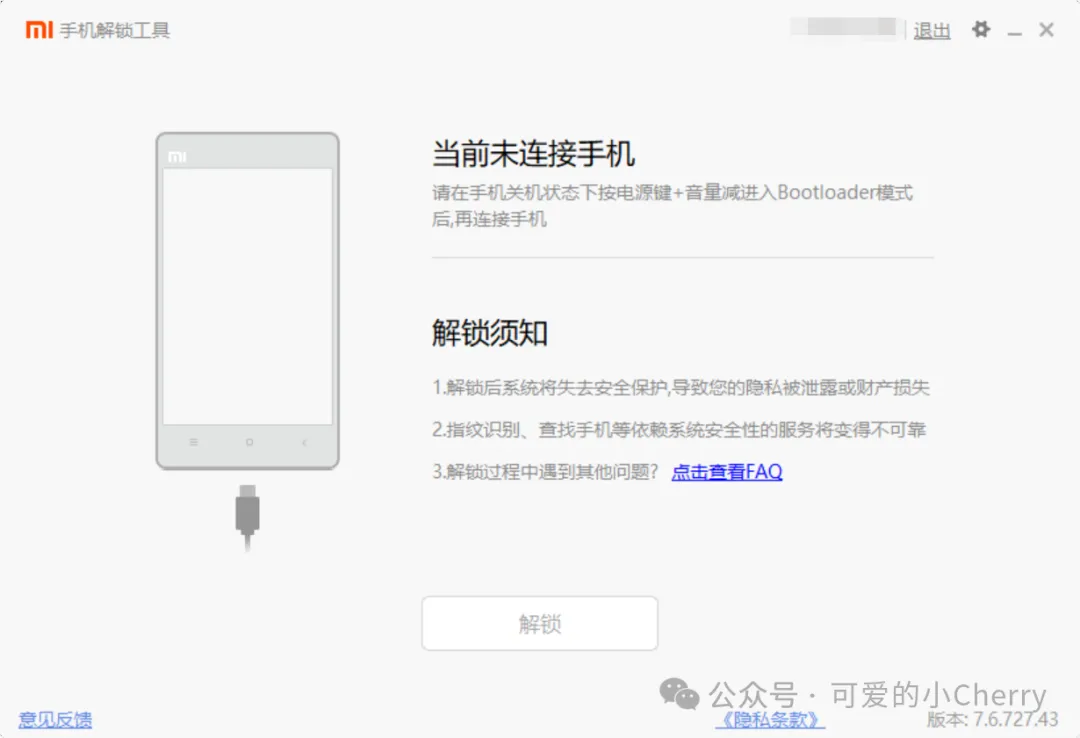 mi 手机解锁工具
退出
mi
当前未连接手机
请在手机关机状态下按电源键+音量减进入Bootloader模式
后,再连接手机
解锁须知
1.解锁后系统将失去安全保护,导致您的隐私被泄露或财产损失
2.指纹识别、查找手机等依赖系统安全性的服务将变得不可靠
3.解锁过程中遇到其他问题? 点击查看FAQ
解锁
公众号 · 可爱的小Cherry
意见反馈
《隐私条款》
版本: 7.6.727.43